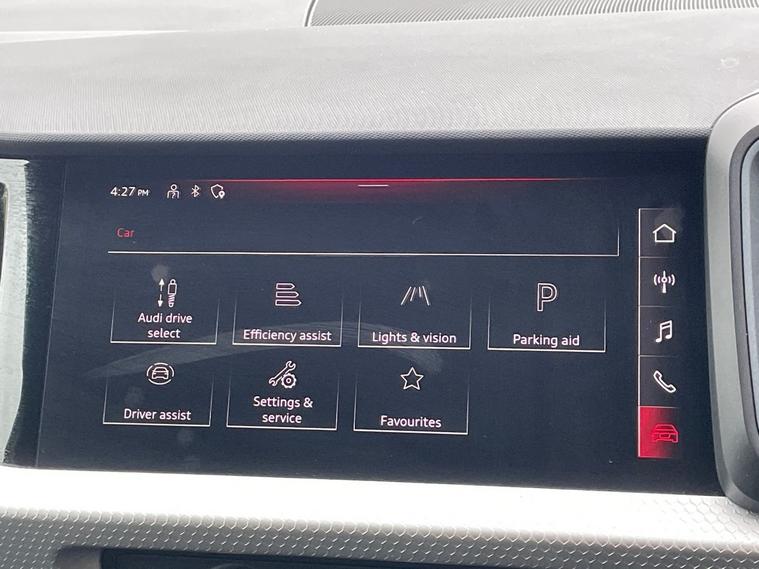 4:27 PM
Car
Audi drive
select
Efficiency assist
Lights & vision
P
Parking aid
Driver assist
Settings &
service
Favourites